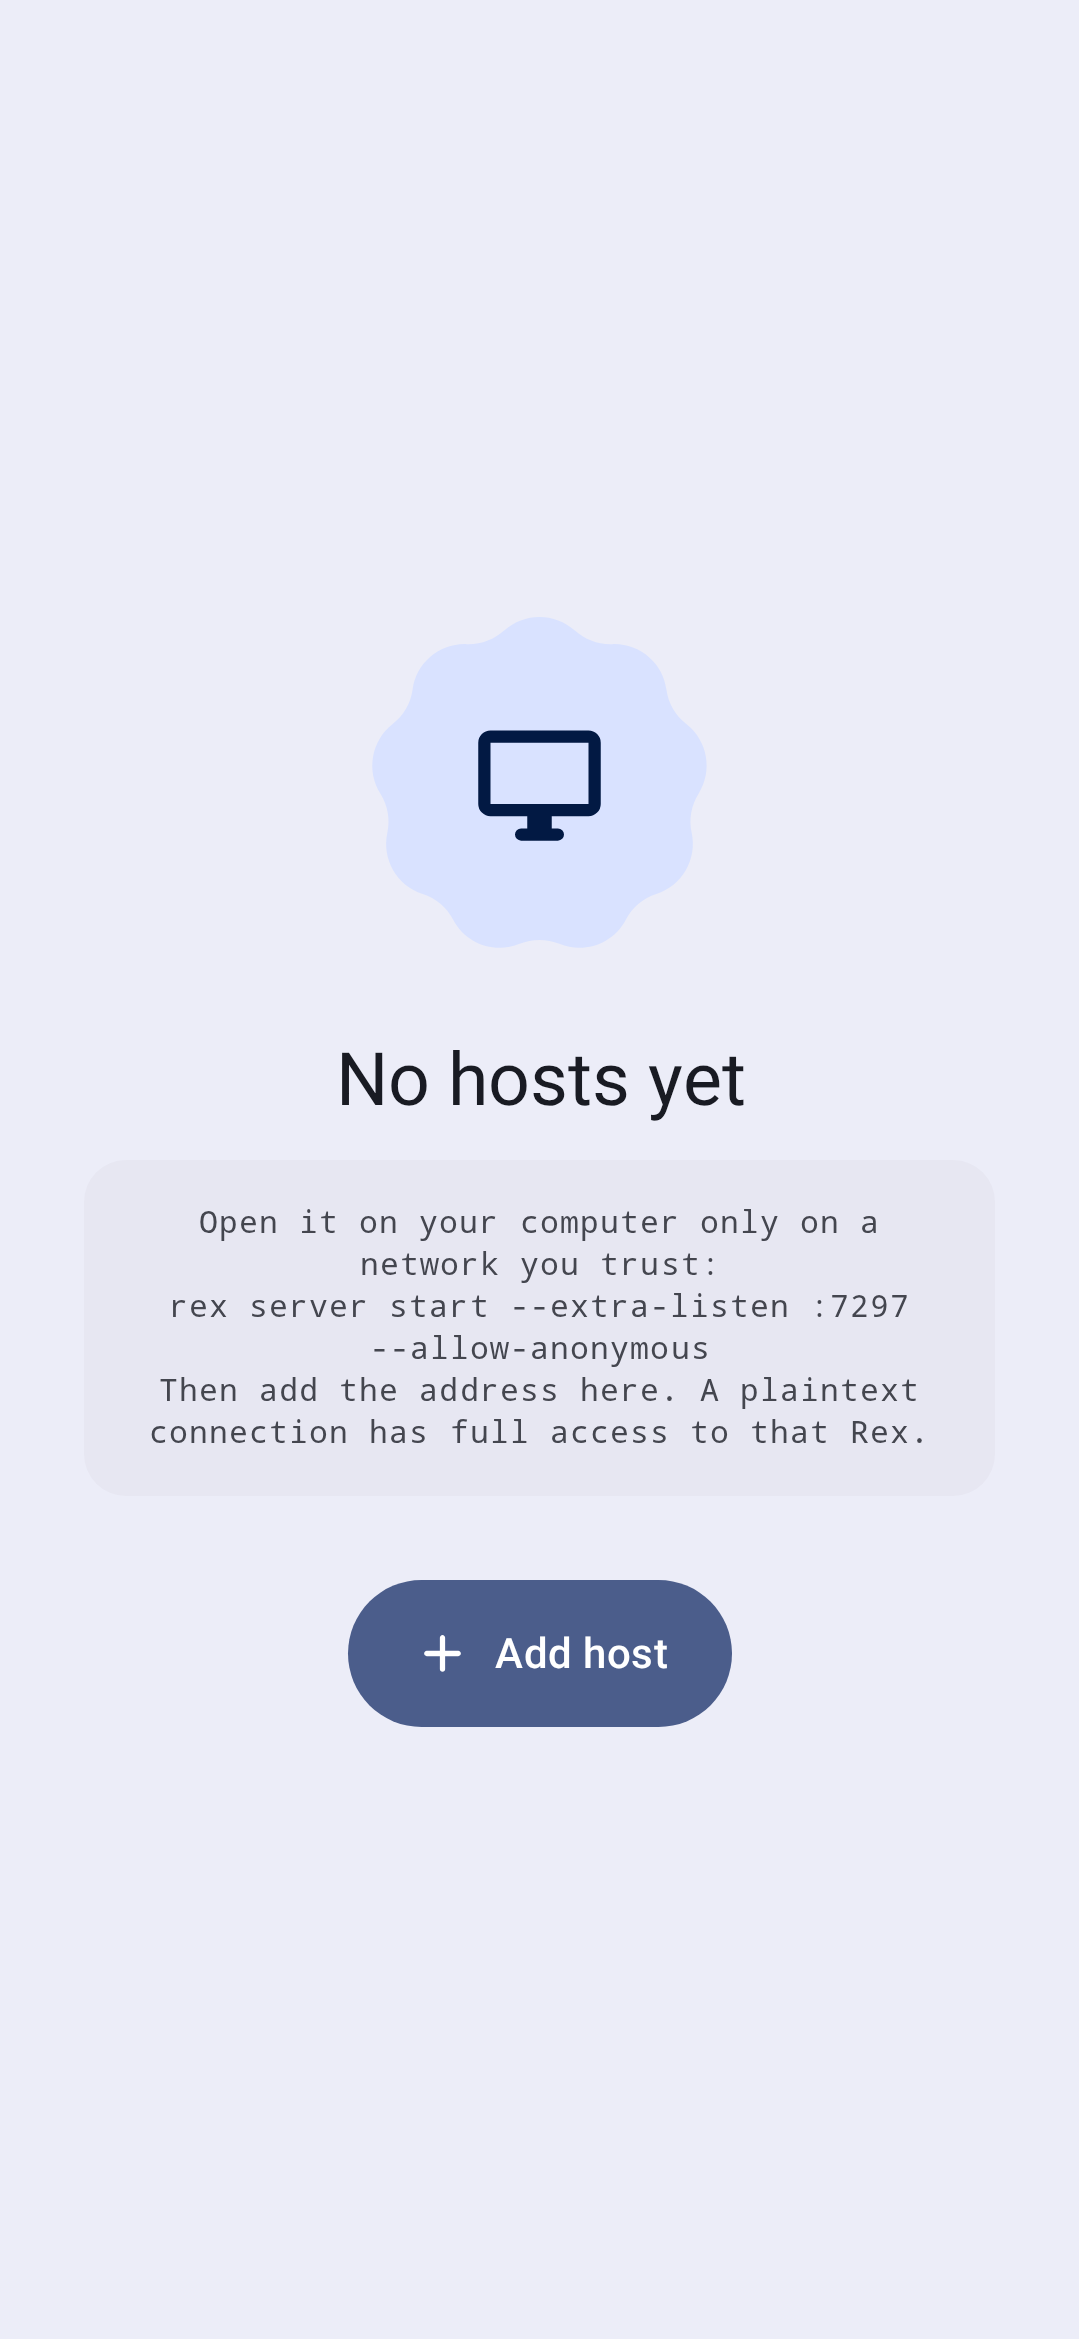 No hosts yet
Open it on your computer only on a
network you trust:
rex server start --extra-listen :7297
--allow-anonymous
Then add the address here. A plaintext
connection has full access to that Rex.
Add host